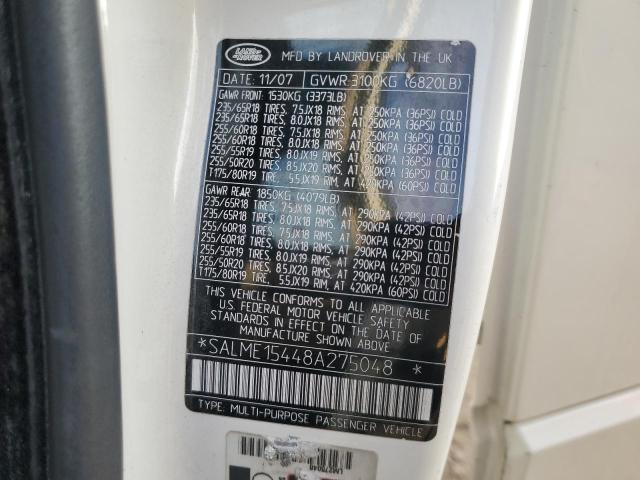 LAND ROVER
MFD BY LANDROVER IN THE UK
DATE: 11/07 GVWR: 3100KG (6820LB)
GAWR FRONT: 1530KG (3373LB)
235/65R18 TIRES, 7.5JX18 RIMS, AT 250KPA (36PSI) COLD
235/65R18 TIRES, 8.0JX18 RIMS, AT 250KPA (36PSI) COLD
255/60R18 TIRES, 7.5JX18 RIMS, AT 250KPA (36PSI) COLD
255/60R18 TIRES, 8.0JX18 RIMS, AT 250KPA (36PSI) COLD
255/55R19 TIRES, 8.0JX19 RIMS, AT 250KPA (36PSI) COLD
255/50R20 TIRES, 8.5JX20 RIMS, AT 250KPA (36PSI) COLD
T175/80R19 TIRE, 5.5JX19 RIM, AT 420KPA (60PSI) COLD
GAWR REAR: 1850KG (4079LB)
235/65R18 TIRES, 7.5JX18 RIMS, AT 290KPA (42PSI) COLD
235/65R18 TIRES, 8.0JX18 RIMS, AT 290KPA (42PSI) COLD
255/60R18 TIRES, 7.5JX18 RIMS, AT 290KPA (42PSI) COLD
255/60R18 TIRES, 8.0JX18 RIMS, AT 290KPA (42PSI) COLD
255/55R19 TIRES, 8.0JX19 RIMS, AT 290KPA (42PSI) COLD
255/50R20 TIRES, 8.5JX20 RIMS, AT 290KPA (42PSI) COLD
T175/80R19 TIRE, 5.5JX19 RIM, AT 420KPA (60PSI) COLD
THIS VEHICLE CONFORMS TO ALL APPLICABLE
U.S. FEDERAL MOTOR VEHICLE SAFETY
STANDARDS IN EFFECT ON THE DATE OF
MANUFACTURE SHOWN ABOVE
*SALME15448A275048 *
TYPE: MULTI-PURPOSE PASSENGER VEHICLE